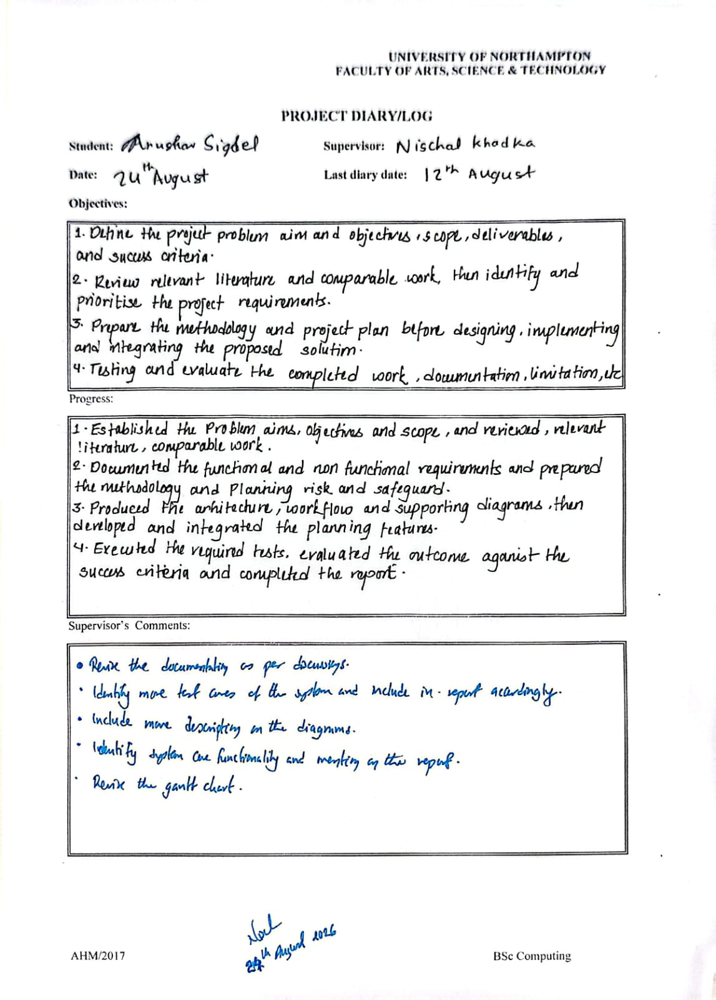 UNIVERSITY OF NORTHAMPTON
FACULTY OF ARTS, SCIENCE & TECHNOLOGY
PROJECT DIARY/LOG
Student: Arushav Sigdel Supervisor: Nischal Khadka
Date: 24th August Last diary date: 12th August
Objectives:
1. Define the project problem aim and objectives, scope, deliverables,
and success criteria.
2. Review relevant literature and comparable work, then identify and
prioritise the project requirements.
3. Prepare the methodology and project plan before designing, implementing
and integrating the proposed solution.
4. Testing and evaluate the completed work, documentation, limitation, etc
Progress:
1. Established the Problem aims, objectives and scope, and reviewed, relevant
literature, comparable work.
2. Documented the functional and non functional requirements and prepared
the methodology and Planning risk and safeguard.
3. Produced the arhitecture, workflow and supporting diagrams, then
developed and integrated the planning features.
4. Executed the required tests, evaluated the outcome aganist the
success criteria and completed the report.
Supervisor's Comments:
• Revise the documentation as per discussions.
• Identify more test cases of the system and include in report accordingly.
• Include more description on the diagrams.
• Identify system core functionality and mention on the report.
• Revise the gantt chart.
24th August 2026
AHM/2017 BSc Computing